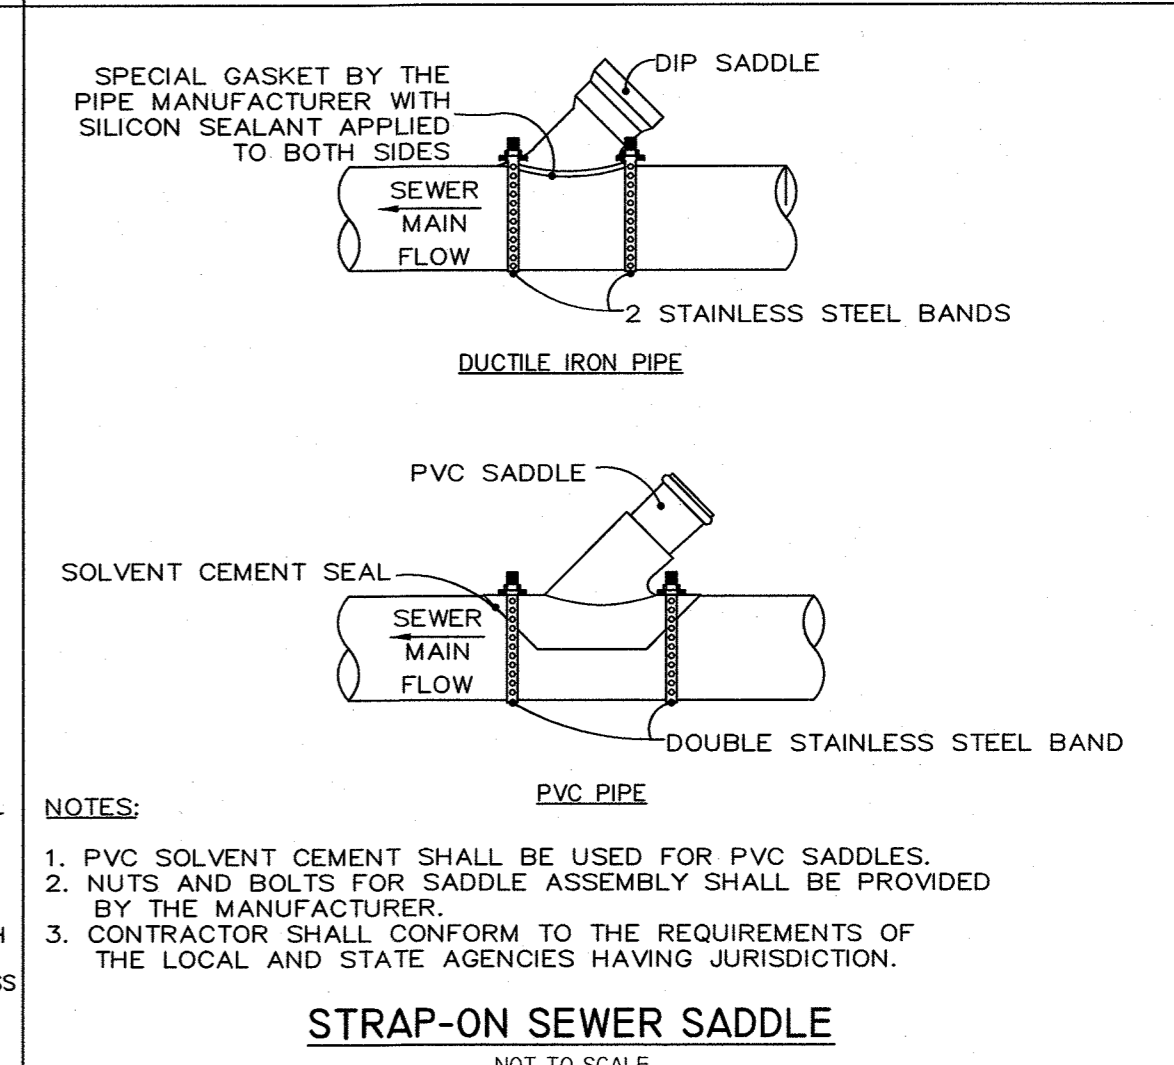 SPECIAL GASKET BY THE
PIPE MANUFACTURER WITH
SILICON SEALANT APPLIED
TO BOTH SIDES
DIP SADDLE
SEWER
MAIN
FLOW
2 STAINLESS STEEL BANDS
DUCTILE IRON PIPE
PVC SADDLE
SOLVENT CEMENT SEAL
SEWER
MAIN
FLOW
DOUBLE STAINLESS STEEL BAND
PVC PIPE
NOTES:
1. PVC SOLVENT CEMENT SHALL BE USED FOR PVC SADDLES.
2. NUTS AND BOLTS FOR SADDLE ASSEMBLY SHALL BE PROVIDED
BY THE MANUFACTURER.
3. CONTRACTOR SHALL CONFORM TO THE REQUIREMENTS OF
THE LOCAL AND STATE AGENCIES HAVING JURISDICTION.
STRAP-ON SEWER SADDLE
NOT TO SCALE